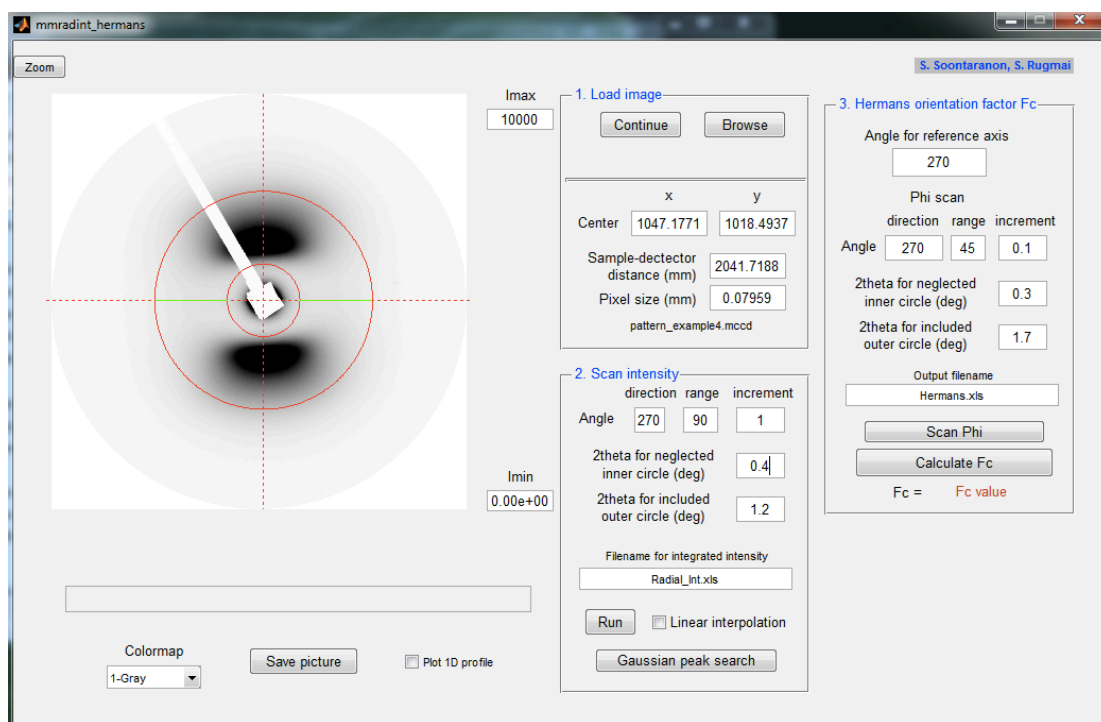 mmradint_hermans
Zoom
S. Soontaranon, S. Rugmai
Imax
10000
Imin
0.00e+00
1. Load image
Continue
Browse
x
y
Center
1047.1771
1018.4937
Sample-dectector
distance (mm)
2041.7188
Pixel size (mm)
0.07959
pattern_example4.mccd
2. Scan intensity
direction range increment
Angle
270
90
1
2theta for neglected
inner circle (deg)
0.4
2theta for included
outer circle (deg)
1.2
Filename for integrated intensity
Radial_Int.xls
Run
Linear interpolation
Gaussian peak search
3. Hermans orientation factor Fc
Angle for reference axis
270
Phi scan
direction range increment
Angle
270
45
0.1
2theta for neglected
inner circle (deg)
0.3
2theta for included
outer circle (deg)
1.7
Output filename
Hermans.xls
Scan Phi
Calculate Fc
Fc = Fc value
Colormap
1-Gray
Save picture
Plot 1D profile